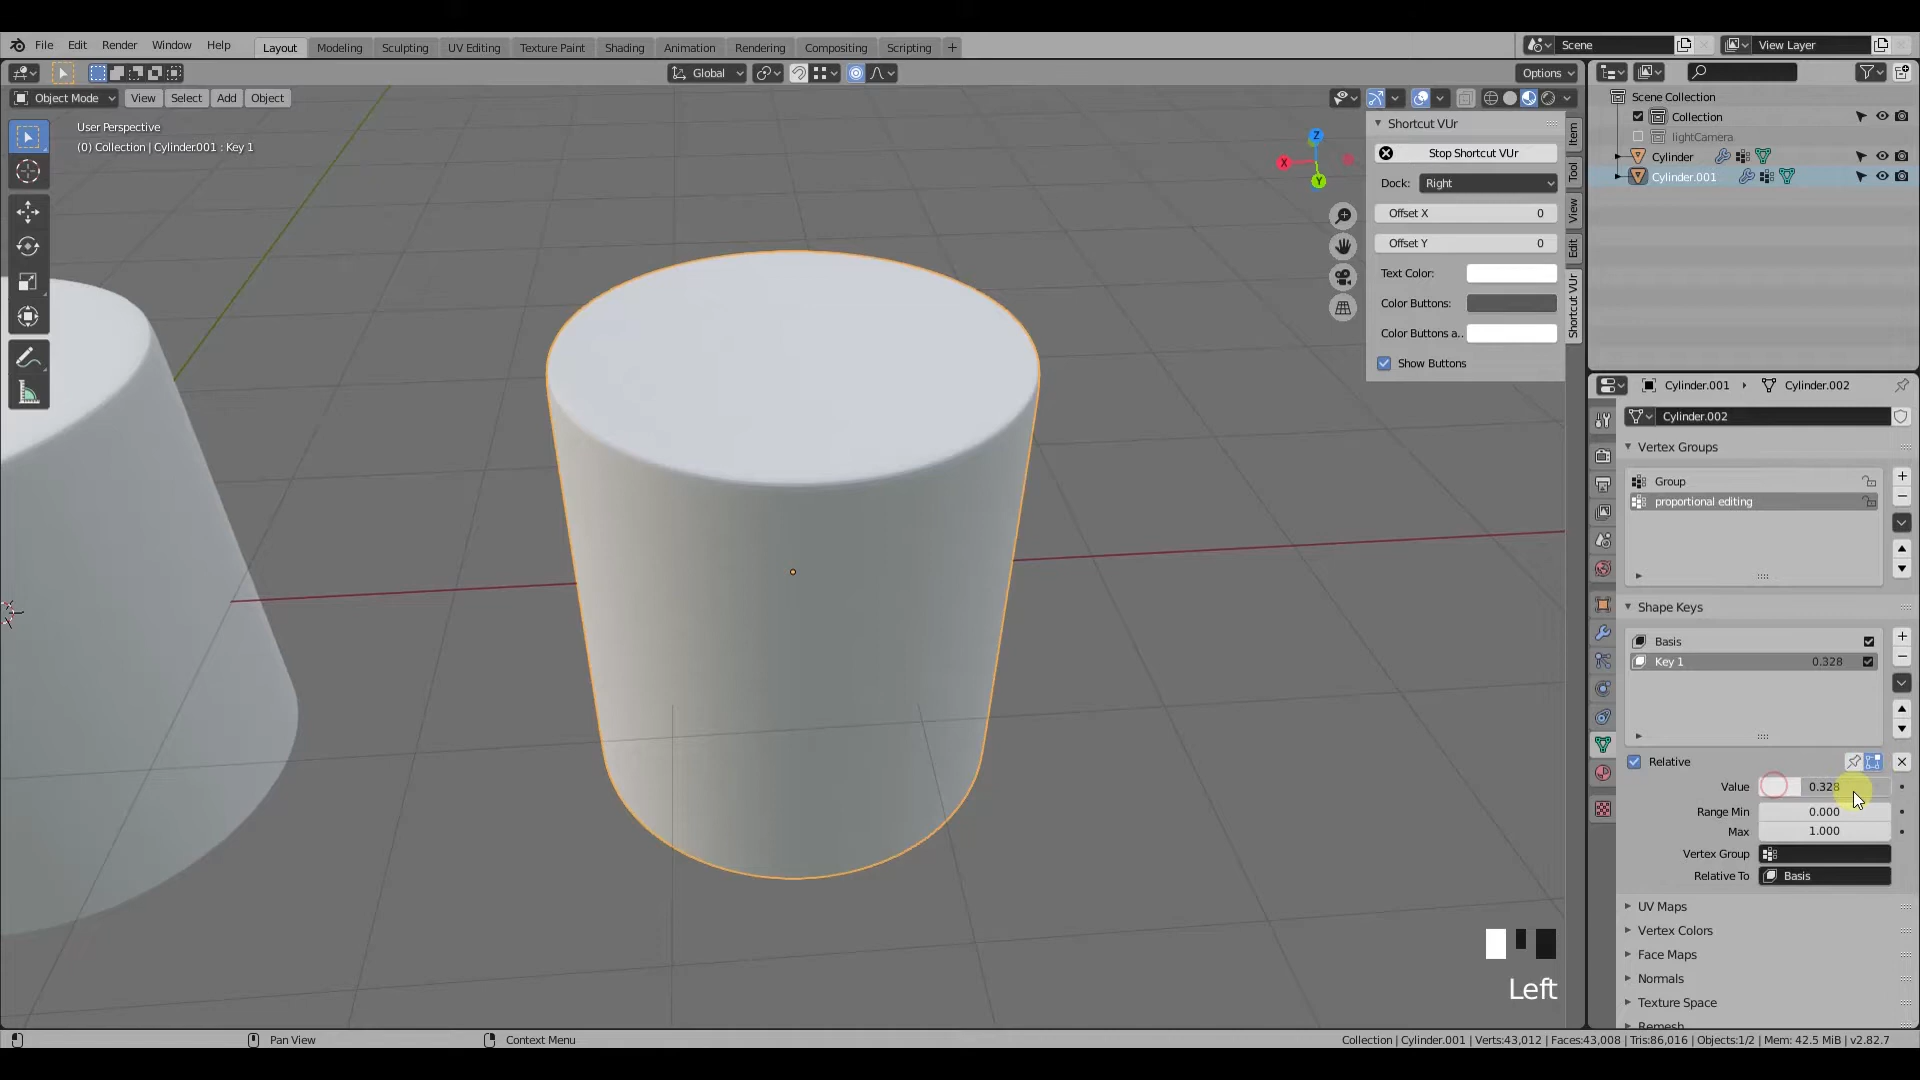 File Edit Render Window Help Layout Modeling Sculpting UV Editing Texture Paint Shading Animation Rendering Compositing Scripting + Scene View Layer
Global Options
Object Mode View Select Add Object
User Perspective
(0) Collection | Cylinder.001 : Key 1
Z
X
Y
Shortcut VUr
Stop Shortcut VUr
Dock: Right
Offset X 0
Offset Y 0
Text Color:
Color Buttons:
Color Buttons a..
Show Buttons
Item
Tool
View
Edit
Shortcut VUr
Scene Collection
Collection
lightCamera
Cylinder
Cylinder.001
Cylinder.001 Cylinder.002
Cylinder.002
Vertex Groups
Group
proportional editing
Shape Keys
Basis
Key 1 0.328
Relative
Value 0.328
Range Min 0.000
Max 1.000
Vertex Group
Relative To Basis
UV Maps
Vertex Colors
Face Maps
Normals
Texture Space
Remesh
Left
Pan View Context Menu Collection | Cylinder.001 | Verts:43,012 | Faces:43,008 | Tris:86,016 | Objects:1/2 | Mem: 42.5 MiB | v2.82.7